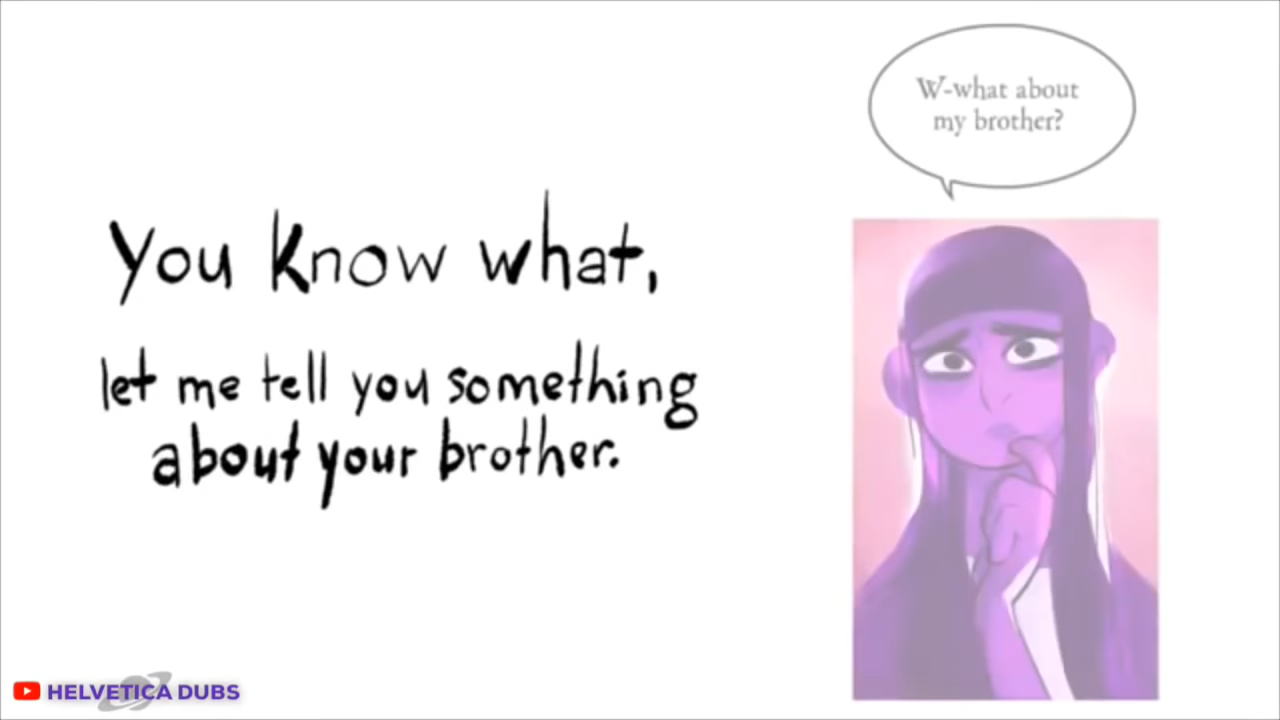 You know what,
let me tell you something
about your brother.
W-what about
my brother?
HELVETICA DUBS